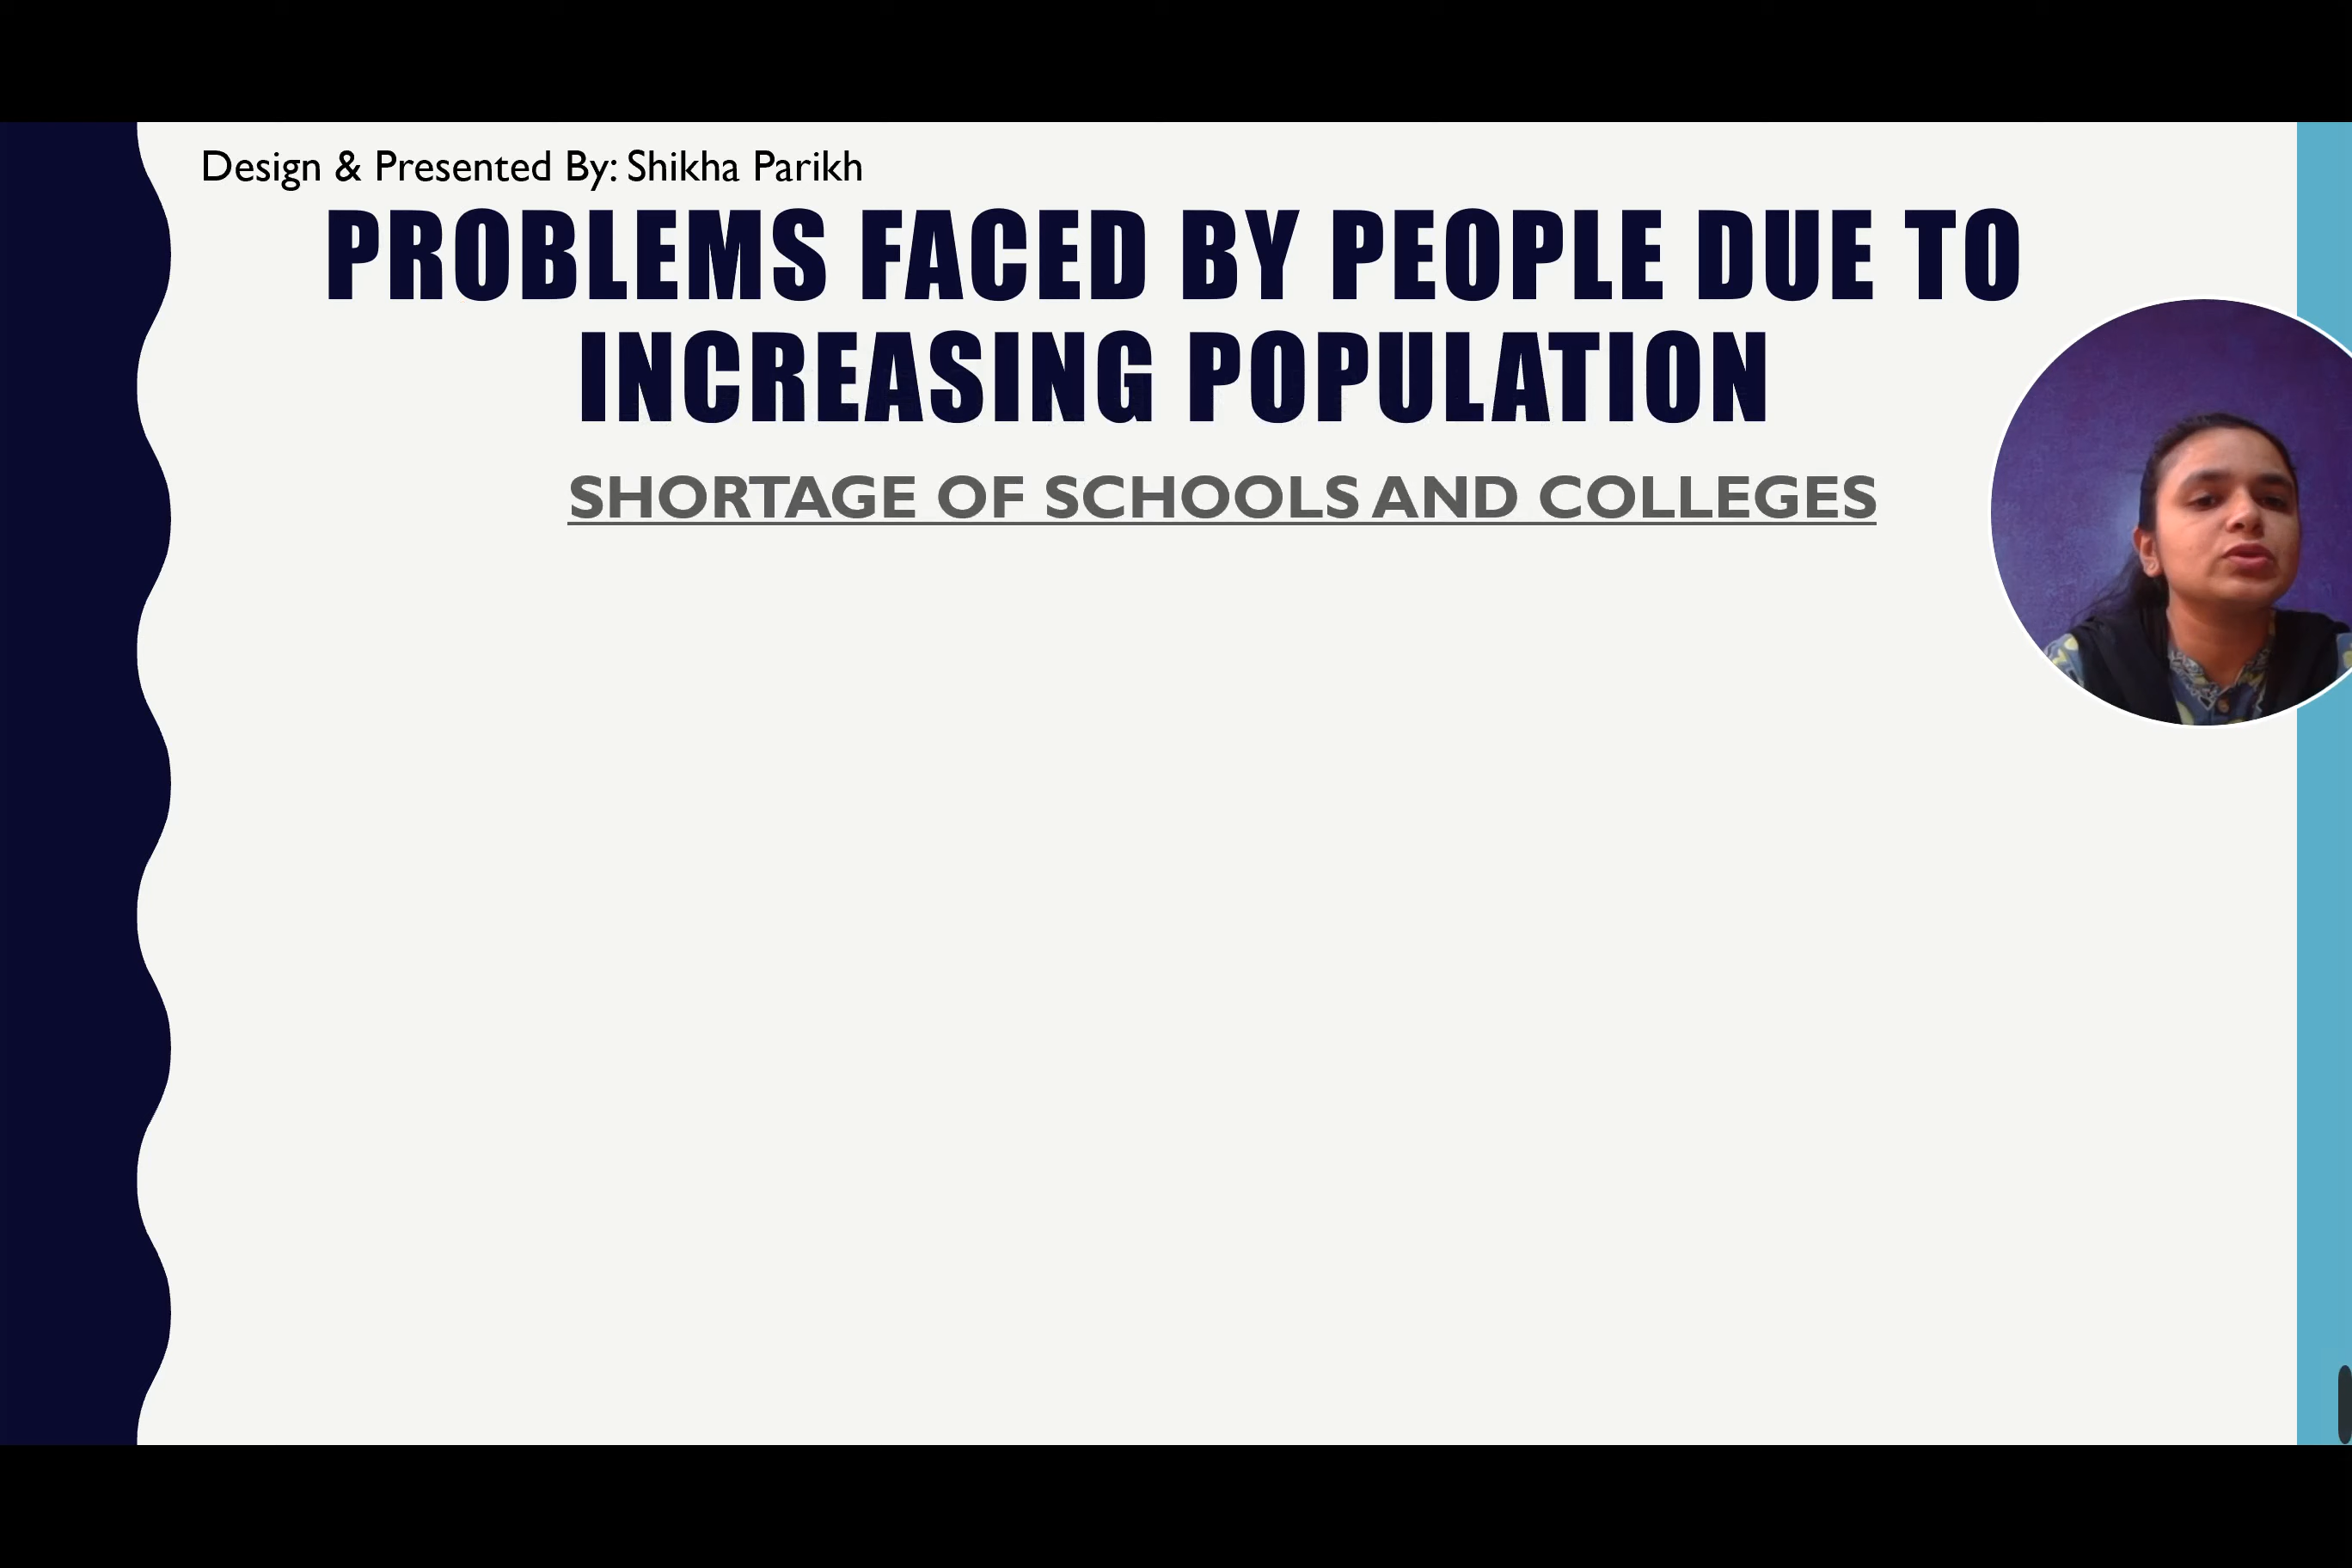 Design & Presented By: Shikha Parikh
PROBLEMS FACED BY PEOPLE DUE TO
INCREASING POPULATION
SHORTAGE OF SCHOOLS AND COLLEGES